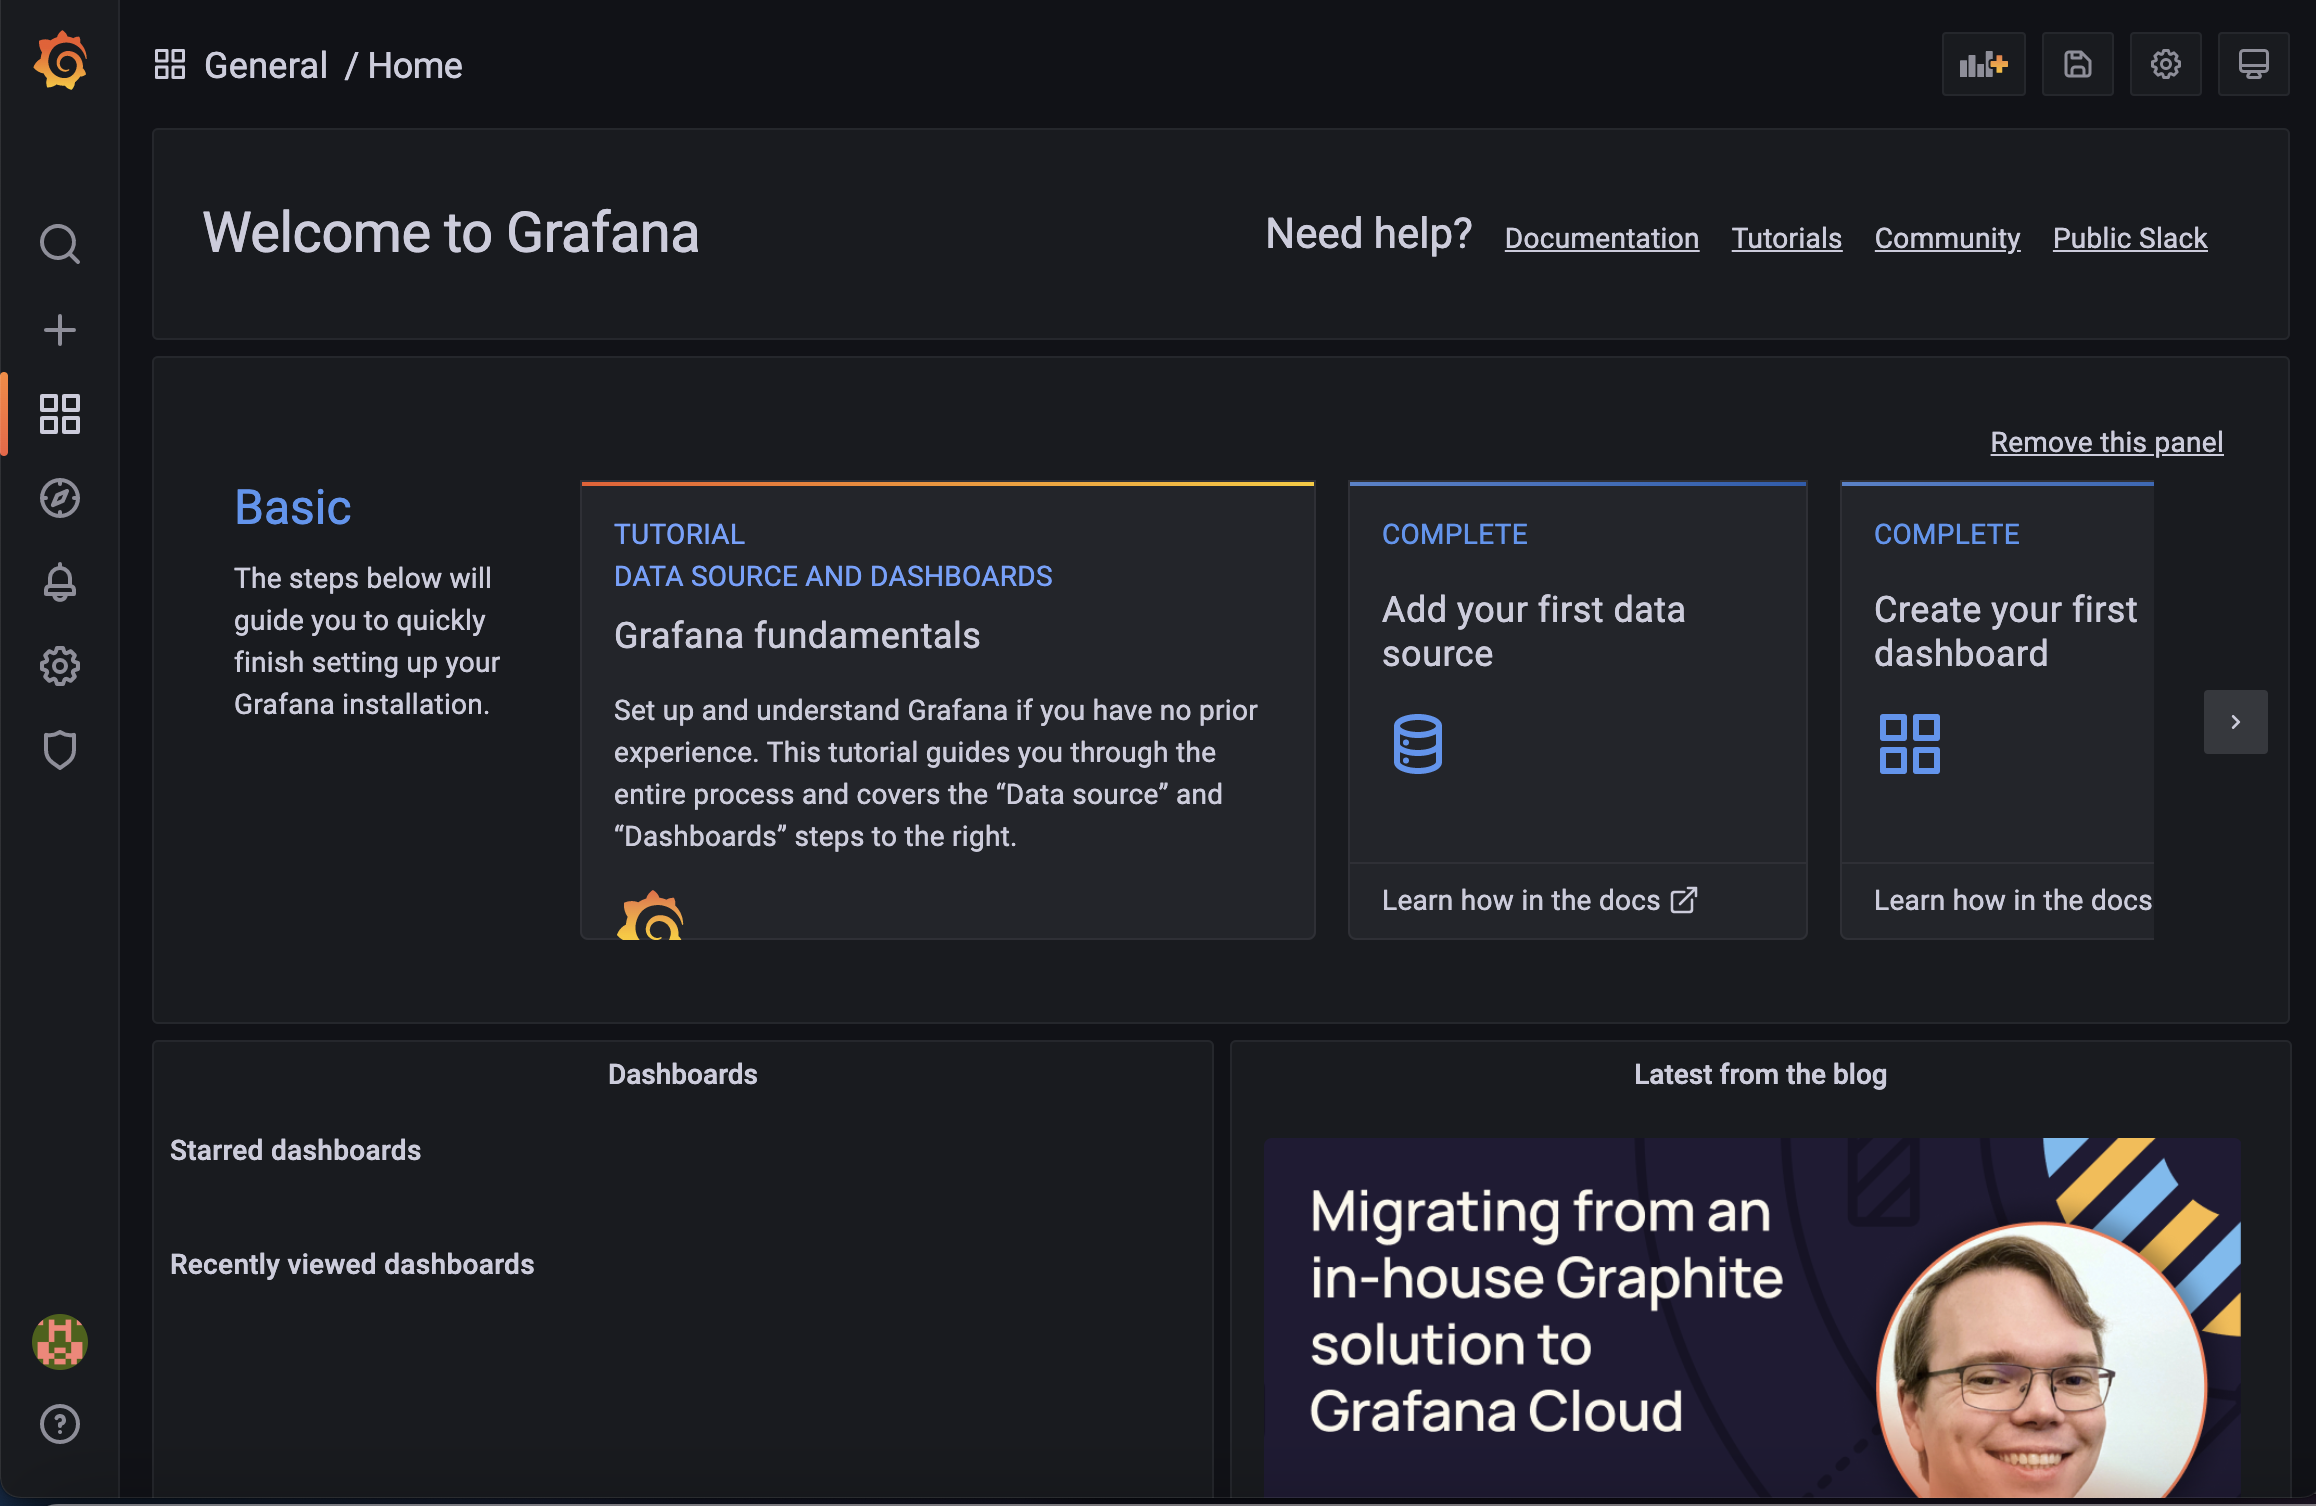 General / Home
Welcome to Grafana
Need help? Documentation Tutorials Community Public Slack
Remove this panel
Basic
The steps below will
guide you to quickly
finish setting up your
Grafana installation.
TUTORIAL
DATA SOURCE AND DASHBOARDS
Grafana fundamentals
Set up and understand Grafana if you have no prior
experience. This tutorial guides you through the
entire process and covers the “Data source” and
“Dashboards” steps to the right.
COMPLETE
Add your first data
source
Learn how in the docs
COMPLETE
Create your first
dashboard
Learn how in the docs
Dashboards
Starred dashboards
Recently viewed dashboards
Latest from the blog
Migrating from an
in-house Graphite
solution to
Grafana Cloud